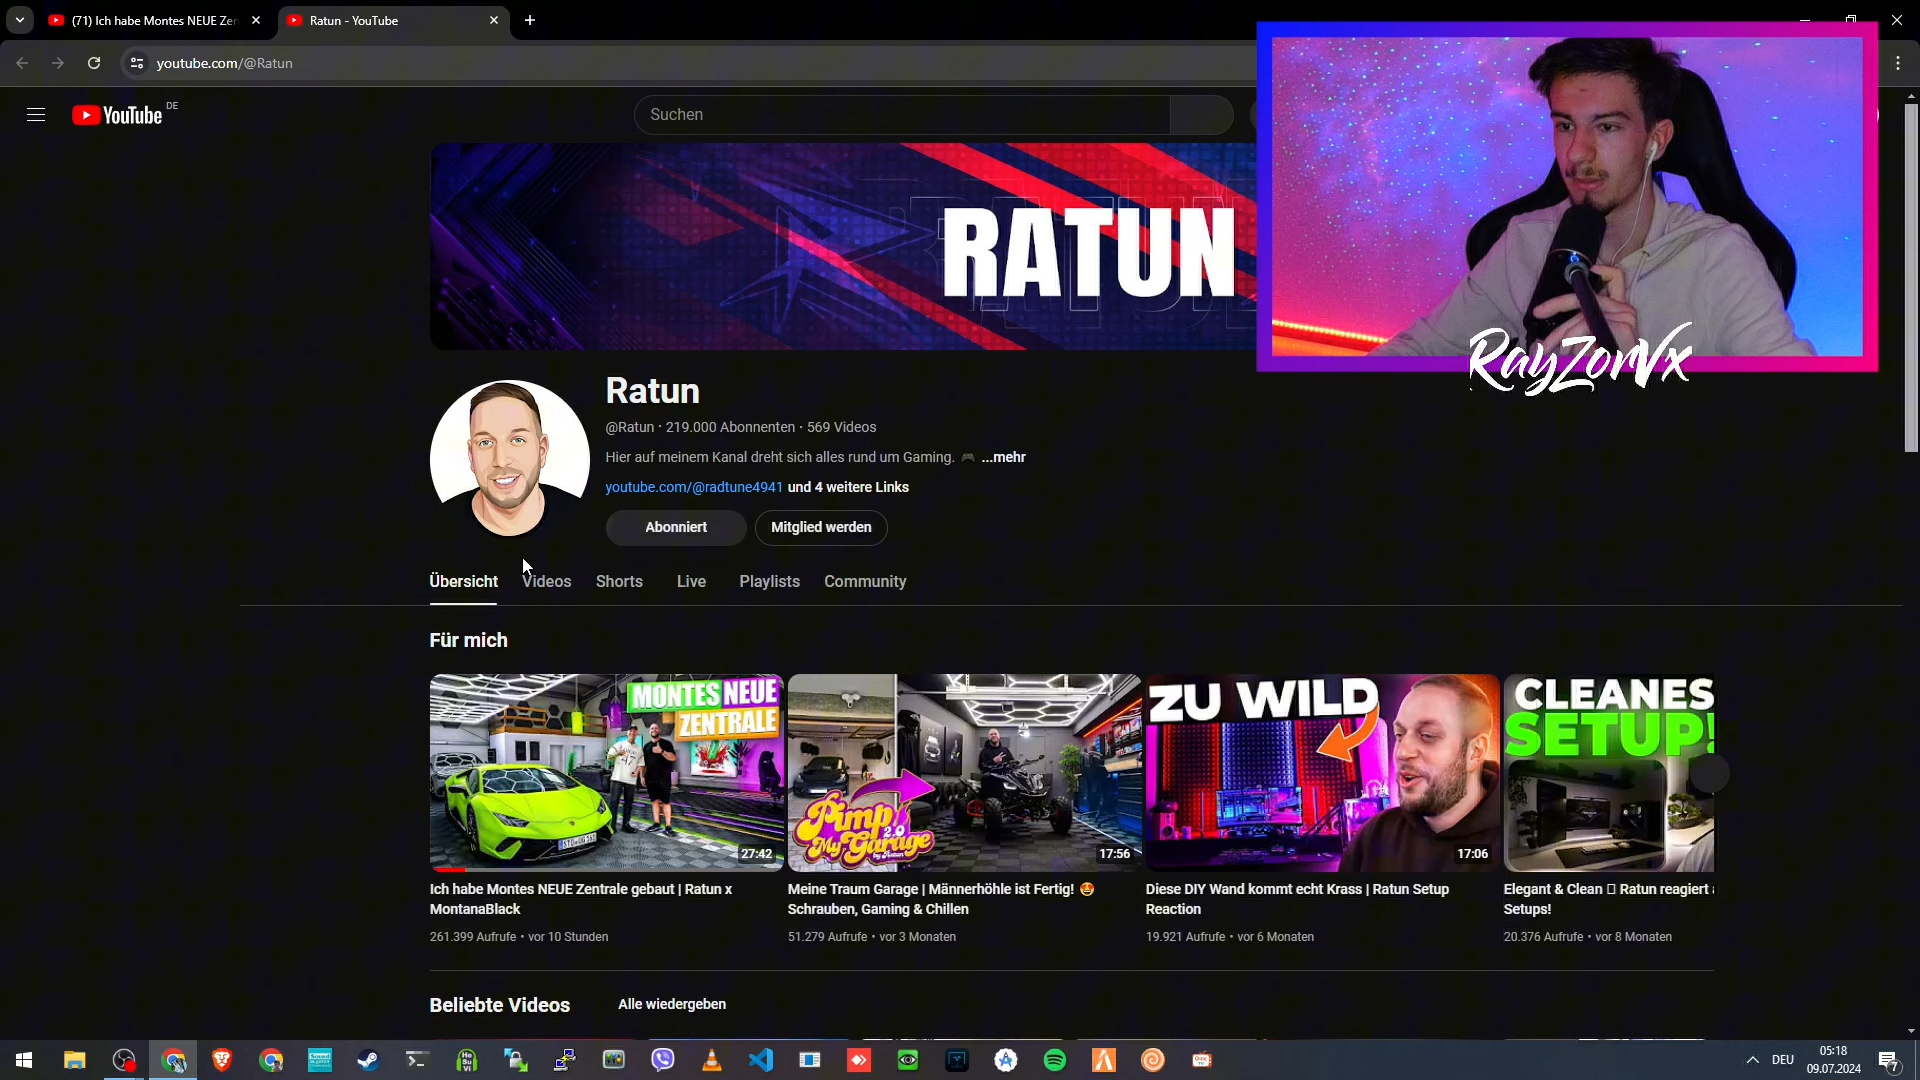 (71) Ich habe Montes NEUE Zen
Ratun - YouTube
youtube.com/@Ratun
YouTube DE
Suchen
RATUN
RayZorVx
Ratun
@Ratun · 219.000 Abonnenten · 569 Videos
Hier auf meinem Kanal dreht sich alles rund um Gaming. 🎮 ...mehr
youtube.com/@radtune4941 und 4 weitere Links
Abonniert
Mitglied werden
Übersicht
Videos
Shorts
Live
Playlists
Community
Für mich
MONTES NEUE
ZENTRALE
27:42
Pimp
2.0
My Garage
by Ratun
17:56
ZU WILD
17:06
CLEANES
SETUP!
Ich habe Montes NEUE Zentrale gebaut | Ratun x
MontanaBlack
261.399 Aufrufe • vor 10 Stunden
Meine Traum Garage | Männerhöhle ist Fertig! 🤩
Schrauben, Gaming & Chillen
51.279 Aufrufe • vor 3 Monaten
Diese DIY Wand kommt echt Krass | Ratun Setup
Reaction
19.921 Aufrufe • vor 6 Monaten
Elegant & Clean Ratun reagiert
Setups!
20.376 Aufrufe • vor 8 Monaten
Beliebte Videos
Alle wiedergeben
DEU
05:18
09.07.2024
7